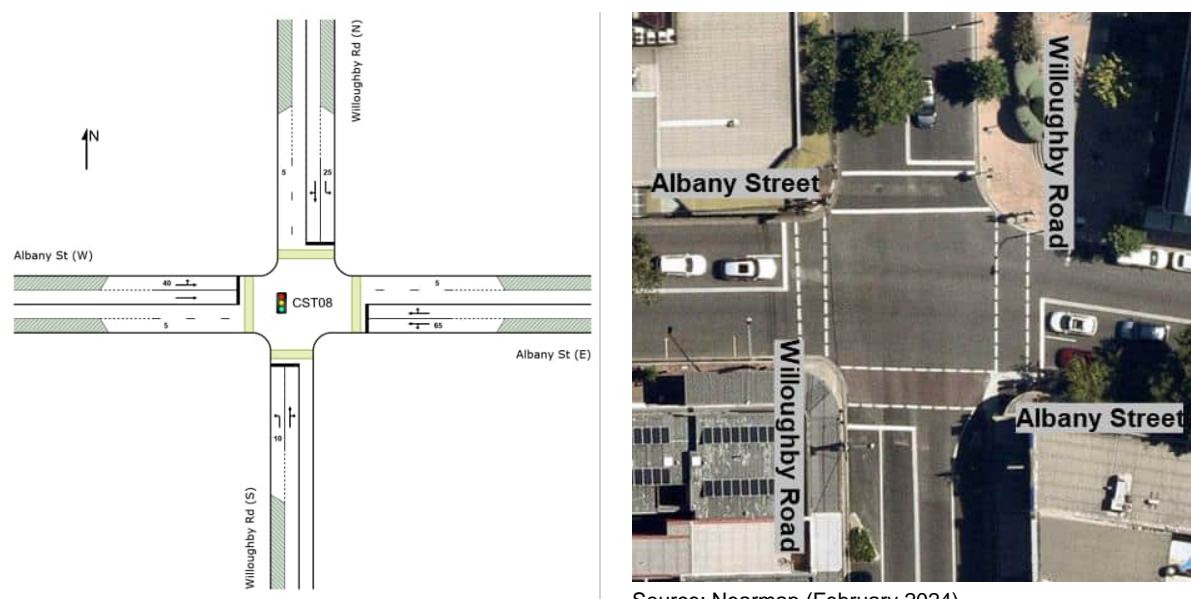 Willoughby Rd (N)
N
5
25
Albany St (W)
40
5
CST08
5
65
Albany St (E)
10
Willoughby Rd (S)
Willoughby Road
Albany Street
Willoughby Road
Albany Street
Source: Nearmap (February 2024)